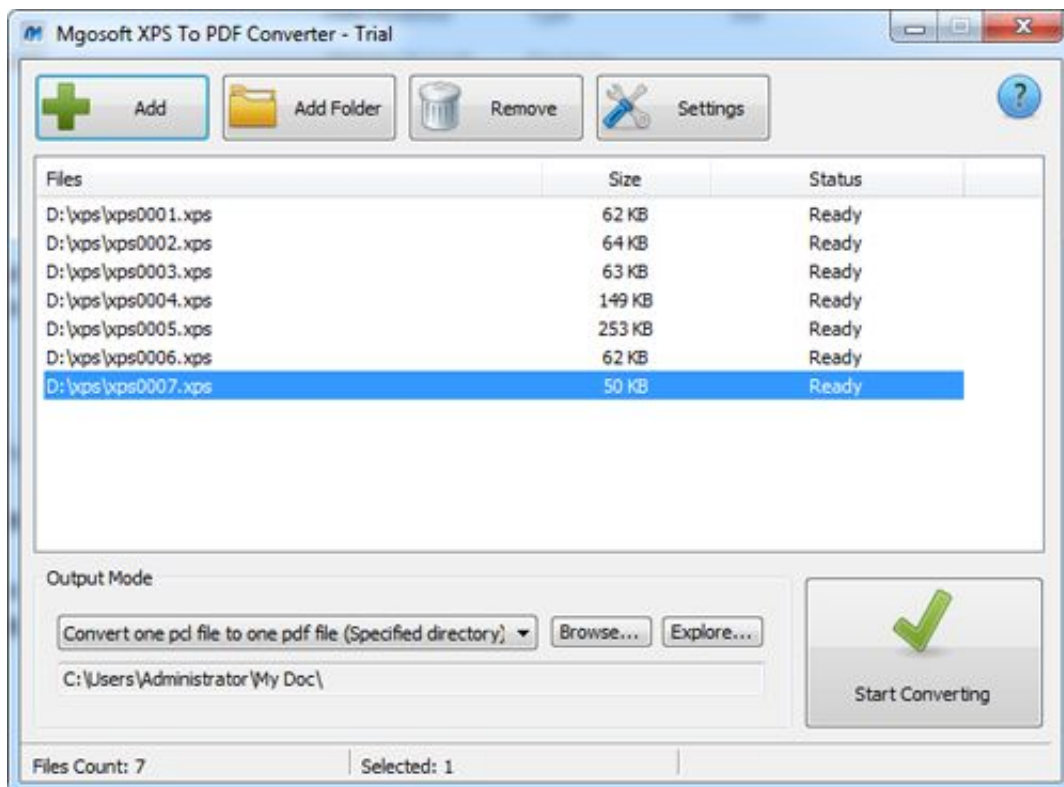 Mgosoft XPS To PDF Converter - Trial
Add Add Folder Remove Settings ?
Files Size Status
D:\xps\xps0001.xps 62 KB Ready
D:\xps\xps0002.xps 64 KB Ready
D:\xps\xps0003.xps 63 KB Ready
D:\xps\xps0004.xps 149 KB Ready
D:\xps\xps0005.xps 253 KB Ready
D:\xps\xps0006.xps 62 KB Ready
D:\xps\xps0007.xps 50 KB Ready
Output Mode
Convert one pcl file to one pdf file (Specified directory) Browse... Explore...
C:\Users\Administrator\My Doc\
Start Converting
Files Count: 7 Selected: 1